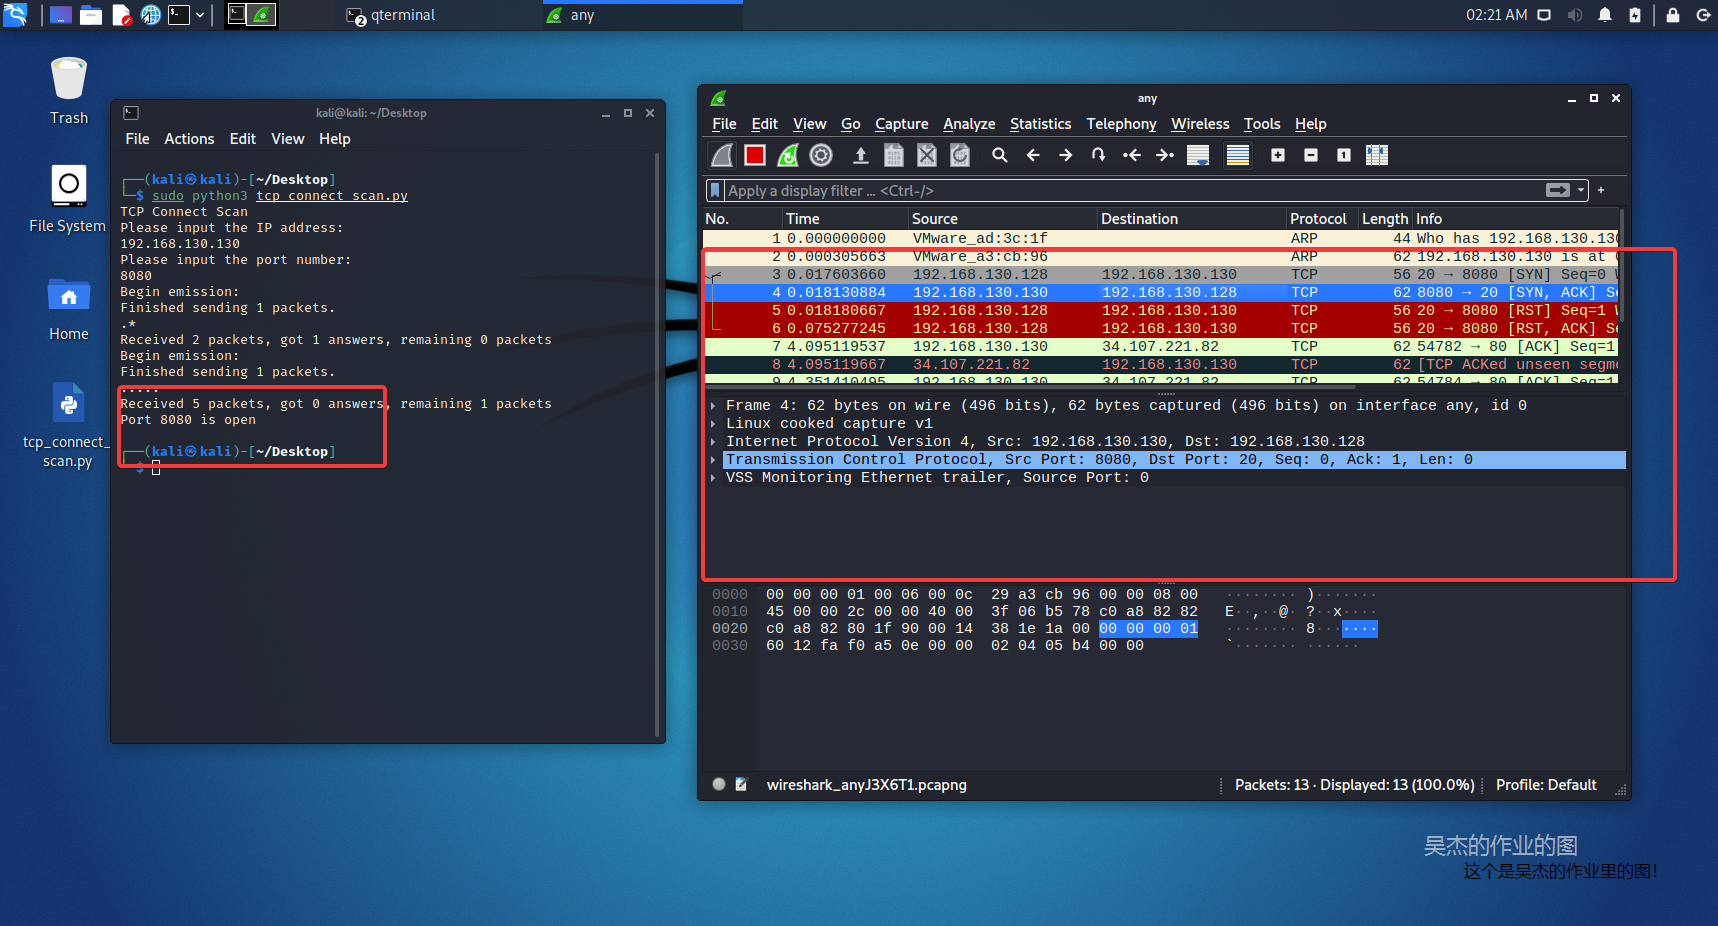 qterminal
any
02:21 AM
Trash
File System
Home
tcp_connect_
scan.py
kali@kali: ~/Desktop
File Actions Edit View Help
┌──(kali㉿kali)-[~/Desktop]
└─$ sudo python3 tcp_connect_scan.py
TCP Connect Scan
Please input the IP address:
192.168.130.130
Please input the port number:
8080
Begin emission:
Finished sending 1 packets.
.*
Received 2 packets, got 1 answers, remaining 0 packets
Begin emission:
Finished sending 1 packets.
.....
Received 5 packets, got 0 answers, remaining 1 packets
Port 8080 is open
┌──(kali㉿kali)-[~/Desktop]
$
any
File Edit View Go Capture Analyze Statistics Telephony Wireless Tools Help
Apply a display filter ... <Ctrl-/>
No. Time Source Destination Protocol Length Info
1 0.000000000 VMware_ad:3c:1f ARP 44 Who has 192.168.130.130
2 0.000305663 VMware_a3:cb:96 ARP 62 192.168.130.130 is at
3 0.017603660 192.168.130.128 192.168.130.130 TCP 56 20 → 8080 [SYN] Seq=0
4 0.018130884 192.168.130.130 192.168.130.128 TCP 62 8080 → 20 [SYN, ACK]
5 0.018180667 192.168.130.128 192.168.130.130 TCP 56 20 → 8080 [RST] Seq=1
6 0.075277245 192.168.130.128 192.168.130.130 TCP 56 20 → 8080 [RST, ACK]
7 4.095119537 192.168.130.130 34.107.221.82 TCP 62 54782 → 80 [ACK] Seq=1
8 4.095119667 34.107.221.82 192.168.130.130 TCP 62 [TCP ACKed unseen segme
9 4.351410495 192.168.130.130 34.107.221.82 TCP 62 54784 → 80 [ACK] Seq=1
Frame 4: 62 bytes on wire (496 bits), 62 bytes captured (496 bits) on interface any, id 0
Linux cooked capture v1
Internet Protocol Version 4, Src: 192.168.130.130, Dst: 192.168.130.128
Transmission Control Protocol, Src Port: 8080, Dst Port: 20, Seq: 0, Ack: 1, Len: 0
VSS Monitoring Ethernet trailer, Source Port: 0
0000 00 00 00 01 00 06 00 0c 29 a3 cb 96 00 00 08 00 ········ )·······
0010 45 00 00 2c 00 00 40 00 3f 06 b5 78 c0 a8 82 82 E··,··@· ?··x····
0020 c0 a8 82 80 1f 90 00 14 38 1e 1a 00 00 00 00 01 ········ 8·······
0030 60 12 fa f0 a5 0e 00 00 02 04 05 b4 00 00 `······· ······
wireshark_anyJ3X6T1.pcapng
Packets: 13 · Displayed: 13 (100.0%)
Profile: Default
吴杰的作业的图
这个是吴杰的作业里的图!